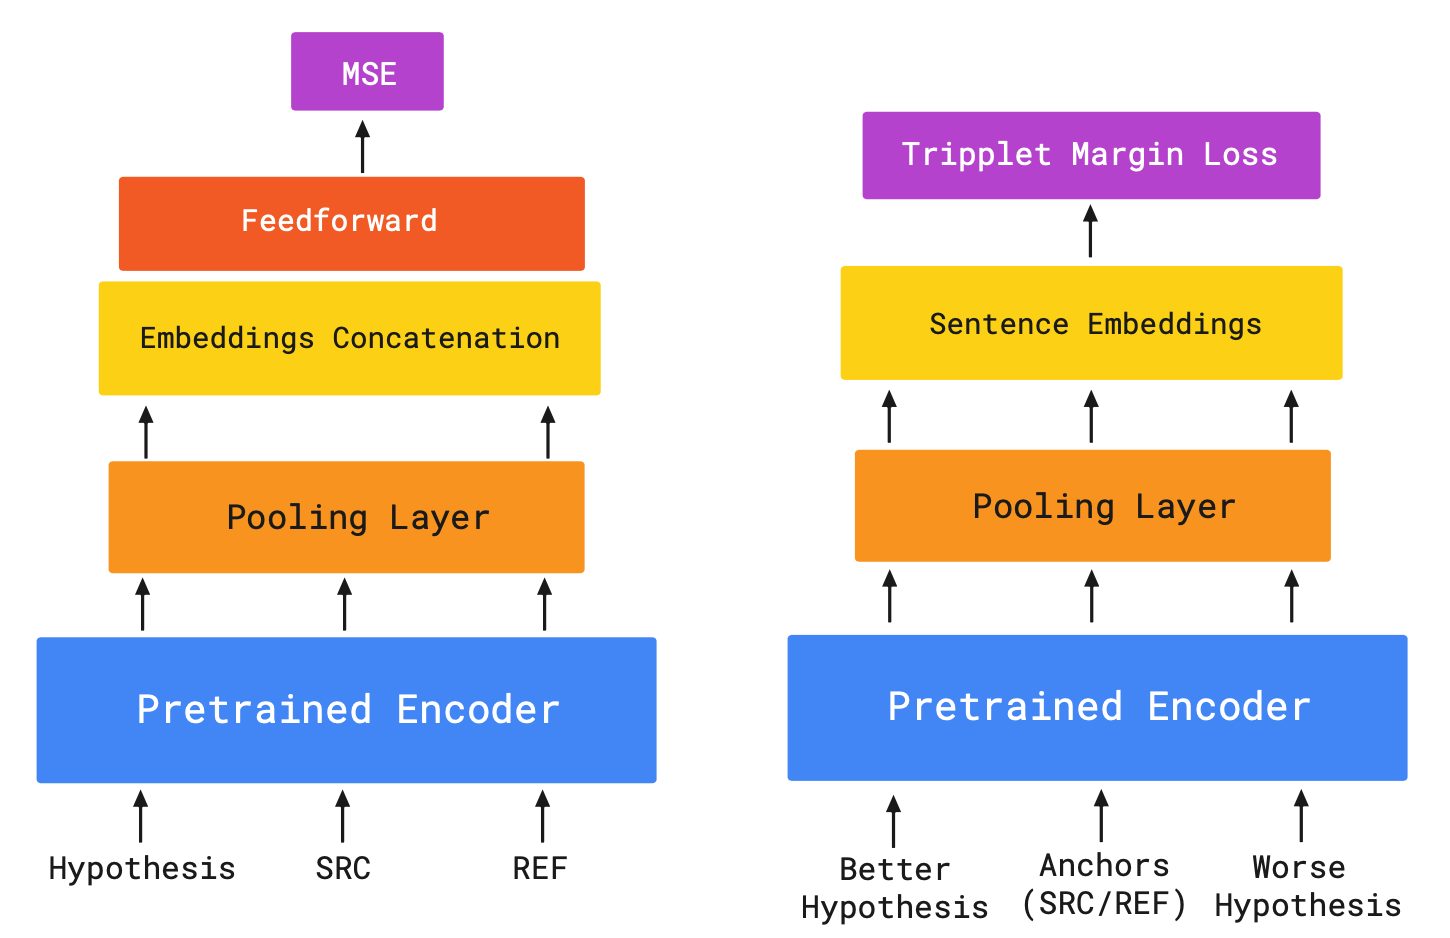 MSE
Feedforward
Embeddings Concatenation
Pooling Layer
Pretrained Encoder
Hypothesis
SRC
REF
Tripplet Margin Loss
Sentence Embeddings
Pooling Layer
Pretrained Encoder
Better
Hypothesis
Anchors
(SRC/REF)
Worse
Hypothesis